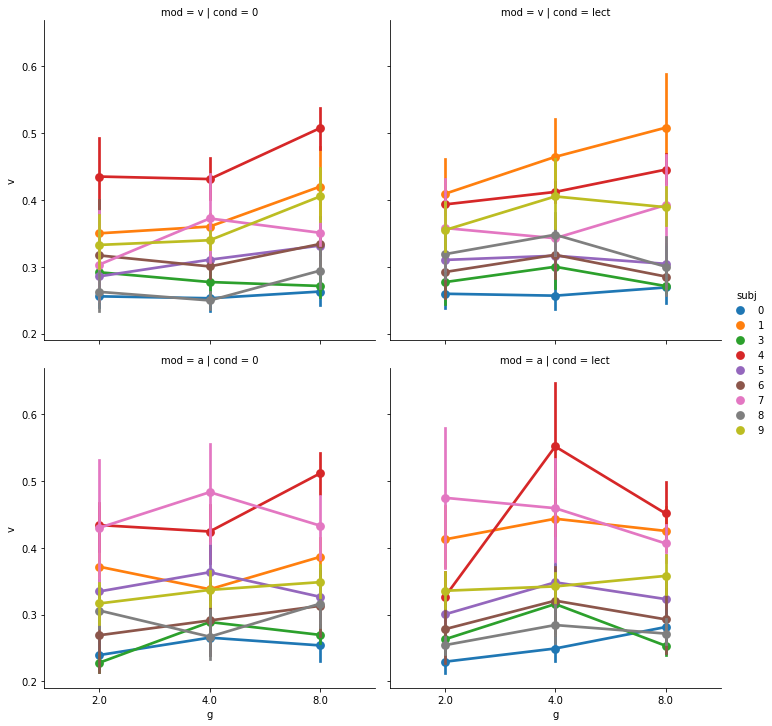 mod = v | cond = 0
mod = v | cond = lect
0.6
0.5
v
0.4
0.3
0.2
subj
0
1
3
4
5
6
7
8
9
mod = a | cond = 0
mod = a | cond = lect
0.6
0.5
v
0.4
0.3
0.2
2.0
4.0
8.0
2.0
4.0
8.0
g
g